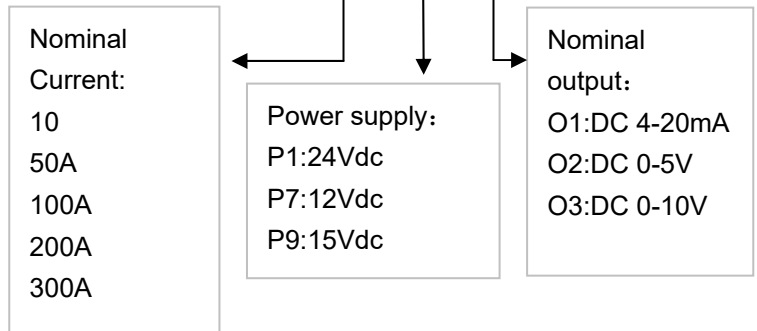 Nominal
Current:
10
50A
100A
200A
300A
Power supply：
P1:24Vdc
P7:12Vdc
P9:15Vdc
Nominal
output：
O1:DC 4-20mA
O2:DC 0-5V
O3:DC 0-10V